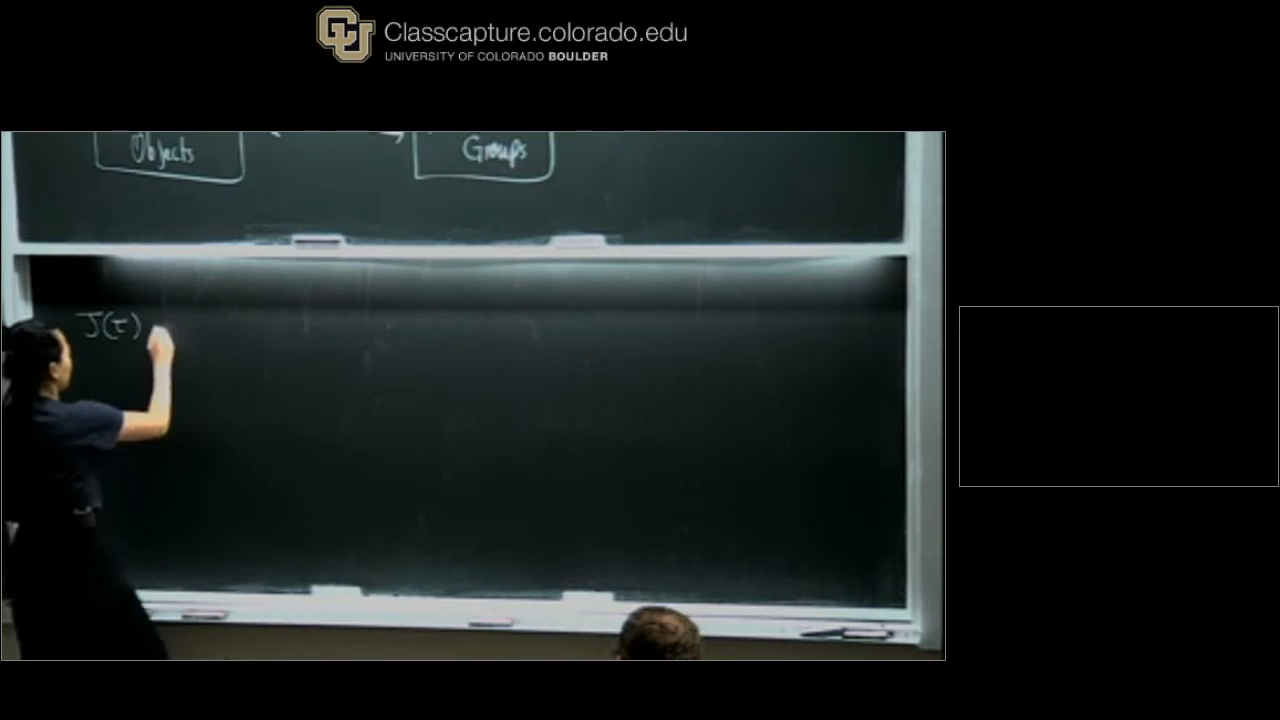 Classcapture.colorado.edu
UNIVERSITY OF COLORADO BOULDER
Objects
Groups
J(τ)